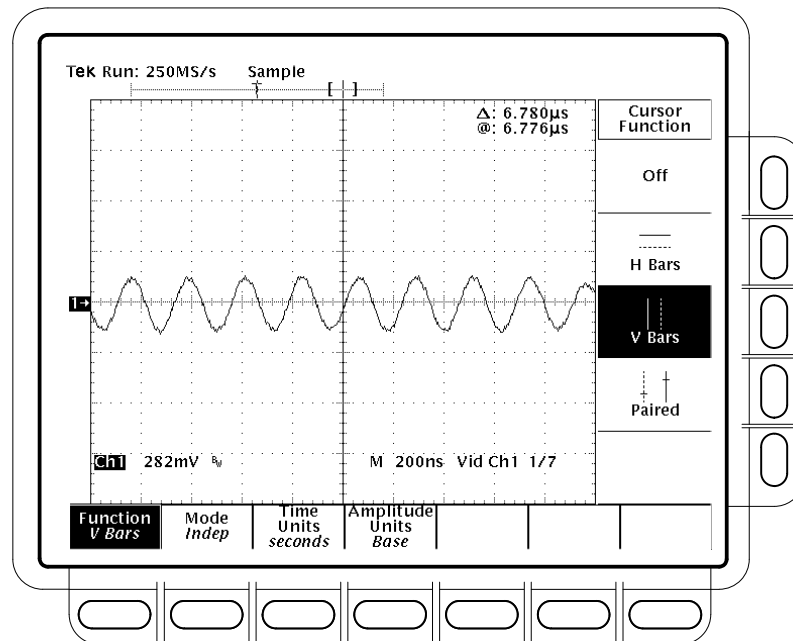 Tek Run: 250MS/s Sample
[ ]
Δ: 6.780µs
@: 6.776µs
Cursor
Function
Off
H Bars
V Bars
Paired
1→
Ch1 282mV BW M 200ns Vid Ch1 1/7
Function
V Bars
Mode
Indep
Time
Units
seconds
Amplitude
Units
Base